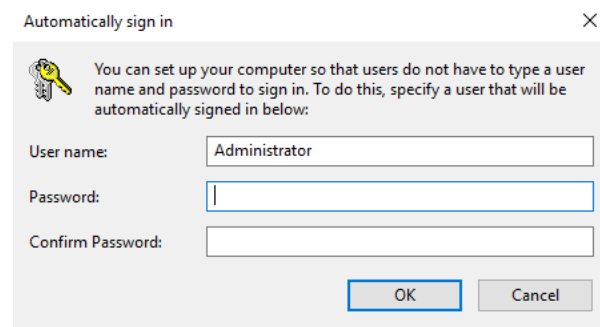 Automatically sign in
You can set up your computer so that users do not have to type a user
name and password to sign in. To do this, specify a user that will be
automatically signed in below:
User name:
Administrator
Password:
Confirm Password:
OK
Cancel